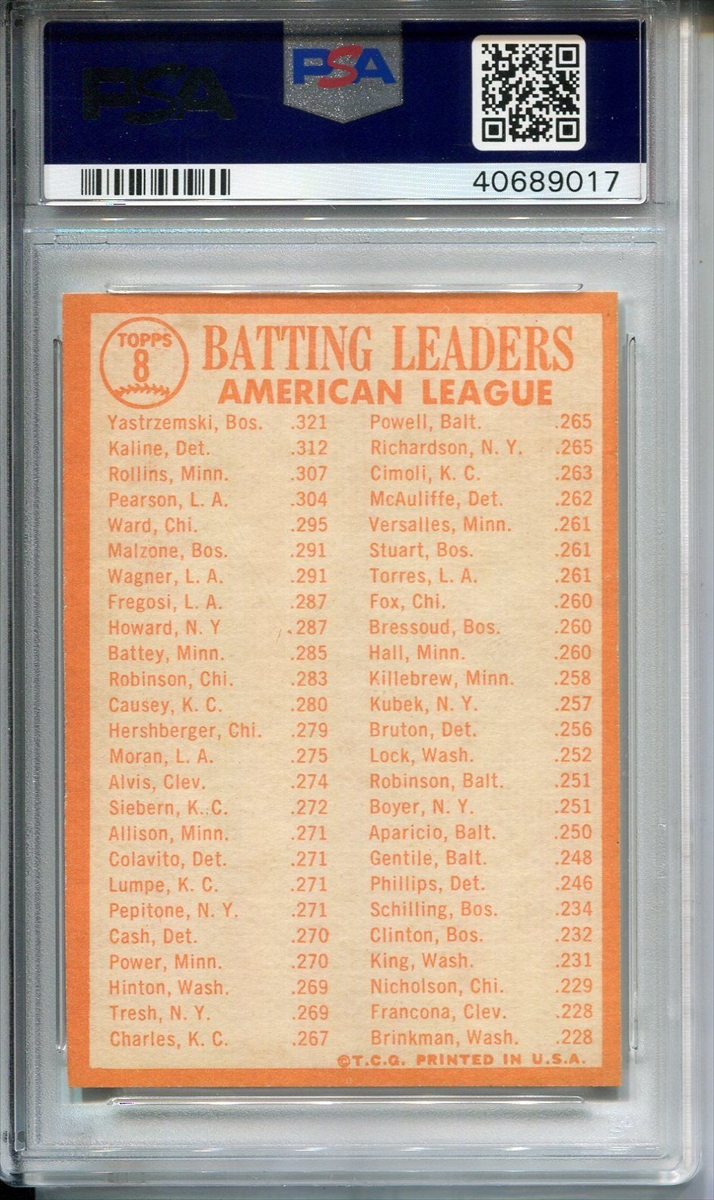 PSA
PSA
40689017
TOPPS
8
BATTING LEADERS
AMERICAN LEAGUE
Yastrzemski, Bos. .321
Kaline, Det. .312
Rollins, Minn. .307
Pearson, L. A. .304
Ward, Chi. .295
Malzone, Bos. .291
Wagner, L. A. .291
Fregosi, L. A. .287
Howard, N. Y .287
Battey, Minn. .285
Robinson, Chi. .283
Causey, K. C. .280
Hershberger, Chi. .279
Moran, L. A. .275
Alvis, Clev. .274
Siebern, K. C. .272
Allison, Minn. .271
Colavito, Det. .271
Lumpe, K. C. .271
Pepitone, N. Y. .271
Cash, Det. .270
Power, Minn. .270
Hinton, Wash. .269
Tresh, N. Y. .269
Charles, K. C. .267
Powell, Balt. .265
Richardson, N. Y. .265
Cimoli, K. C. .263
McAuliffe, Det. .262
Versalles, Minn. .261
Stuart, Bos. .261
Torres, L. A. .261
Fox, Chi. .260
Bressoud, Bos. .260
Hall, Minn. .260
Killebrew, Minn. .258
Kubek, N. Y. .257
Bruton, Det. .256
Lock, Wash. .252
Robinson, Balt. .251
Boyer, N. Y. .251
Aparicio, Balt. .250
Gentile, Balt. .248
Phillips, Det. .246
Schilling, Bos. .234
Clinton, Bos. .232
King, Wash. .231
Nicholson, Chi. .229
Francona, Clev. .228
Brinkman, Wash. .228
©T.C.G. PRINTED IN U.S.A.